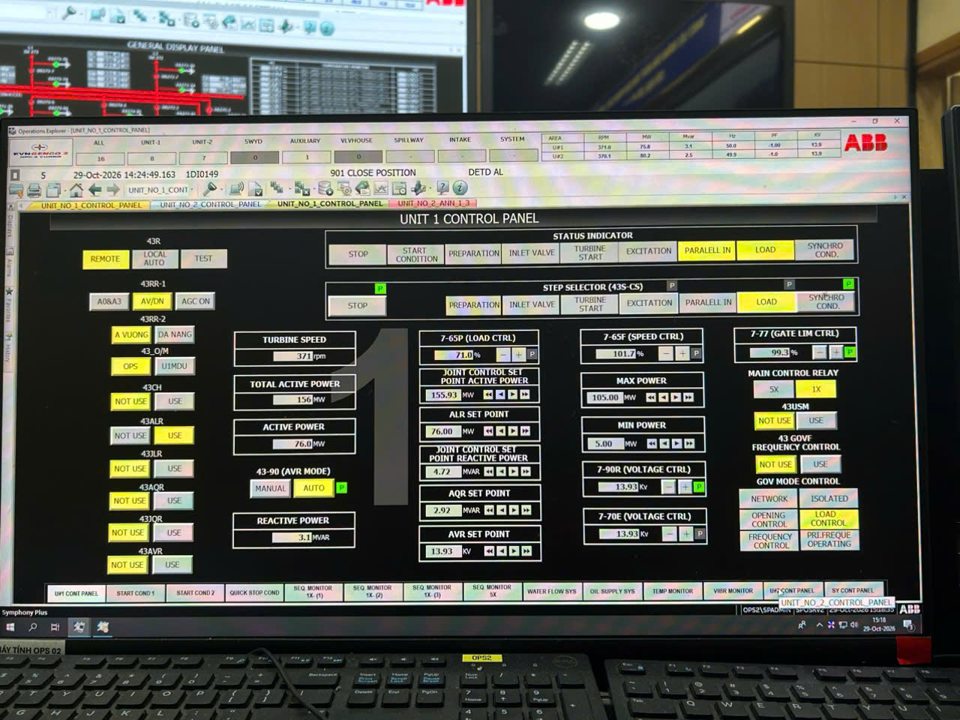 ABB
GENERAL DISPLAY PANEL
Operations Explorer - [UNIT_NO_1_CONTROL_PANEL]
EVNGENCO 2
ALL UNIT-1 UNIT-2 SWYD AUXILIARY VLVHOUSE SPILLWAY INTAKE SYSTEM
16 8 7 0 1 0
AREA RPM MW Mvar Hz PF KV
U#1 371.0 75.8 3.1 50.0 -1.00 13.9
U#2 370.1 80.2 2.5 49.9 -1.0 13.9
ABB
5 29-Oct-2026 14:24:49.163 1DI0149 901 CLOSE POSITION DETD AL
UNIT_NO_1_CONT
UNIT_NO_1_CONTROL_PANEL UNIT_NO_2_CONTROL_PANEL UNIT_NO_1_CONTROL_PANEL UNIT_NO_2_ANN_1_3
UNIT 1 CONTROL PANEL
43R
REMOTE LOCAL AUTO TEST
43RR-1
A0&A3 AV/DN AGC ON
43RR-2
A VUONG DA NANG
43_O/M
OPS U1MDU
43CH
NOT USE USE
43ALR
NOT USE USE
43JLR
NOT USE USE
43AQR
NOT USE USE
43JQR
NOT USE USE
43AVR
NOT USE USE
STATUS INDICATOR
STOP START CONDITION PREPARATION INLET VALVE TURBINE START EXCITATION PARALELL IN LOAD SYNCHRO COND.
P P P
STEP SELECTOR (43S-CS)
STOP PREPARATION INLET VALVE TURBINE START EXCITATION PARALELL IN LOAD SYNCHRO COND.
TURBINE SPEED
371 rpm
TOTAL ACTIVE POWER
156 MW
ACTIVE POWER
76.0 MW
43-90 (AVR MODE)
MANUAL AUTO P
REACTIVE POWER
3.1 MVAR
1
7-65P (LOAD CTRL)
71.0 % - + P
JOINT CONTROL SET
POINT ACTIVE POWER
155.93 MW
ALR SET POINT
76.00 MW
JOINT CONTROL SET
POINT REACTIVE POWER
4.72 MVAR
AQR SET POINT
2.92 MVAR
AVR SET POINT
13.93 KV
7-65F (SPEED CTRL)
101.7 % - + P
MAX POWER
105.00 MW
MIN POWER
5.00 MW
7-90R (VOLTAGE CTRL)
13.93 Kv - + P
7-70E (VOLTAGE CTRL)
13.93 Kv - + P
7-77 (GATE LIM CTRL)
99.3 % - + P
MAIN CONTROL RELAY
5X 1X
43USM
NOT USE USE
43 GOVF
FREQUENCY CONTROL
NOT USE USE
GOV MODE CONTROL
NETWORK ISOLATED
OPENING CONTROL LOAD CONTROL
FREQUENCY CONTROL PRI.FREQUE OPERATING
U#1 CONT PANEL START COND 1 START COND 2 QUICK STOP COND SEQ. MONITOR 1X- (1) SEQ. MONITOR 1X- (2) SEQ. MONITOR 1X- (3) SEQ. MONITOR 5X WATER FLOW SYS OIL SUPPLY SYS TEMP MONITOR VIBR MONITOR U#2 CONT PANEL SY CONT PANEL
UNIT_NO_2_CONTROL_PANEL
Symphony Plus
ABB
15:18
29-Oct-2026
MÁY TÍNH OPS 02
OPS2